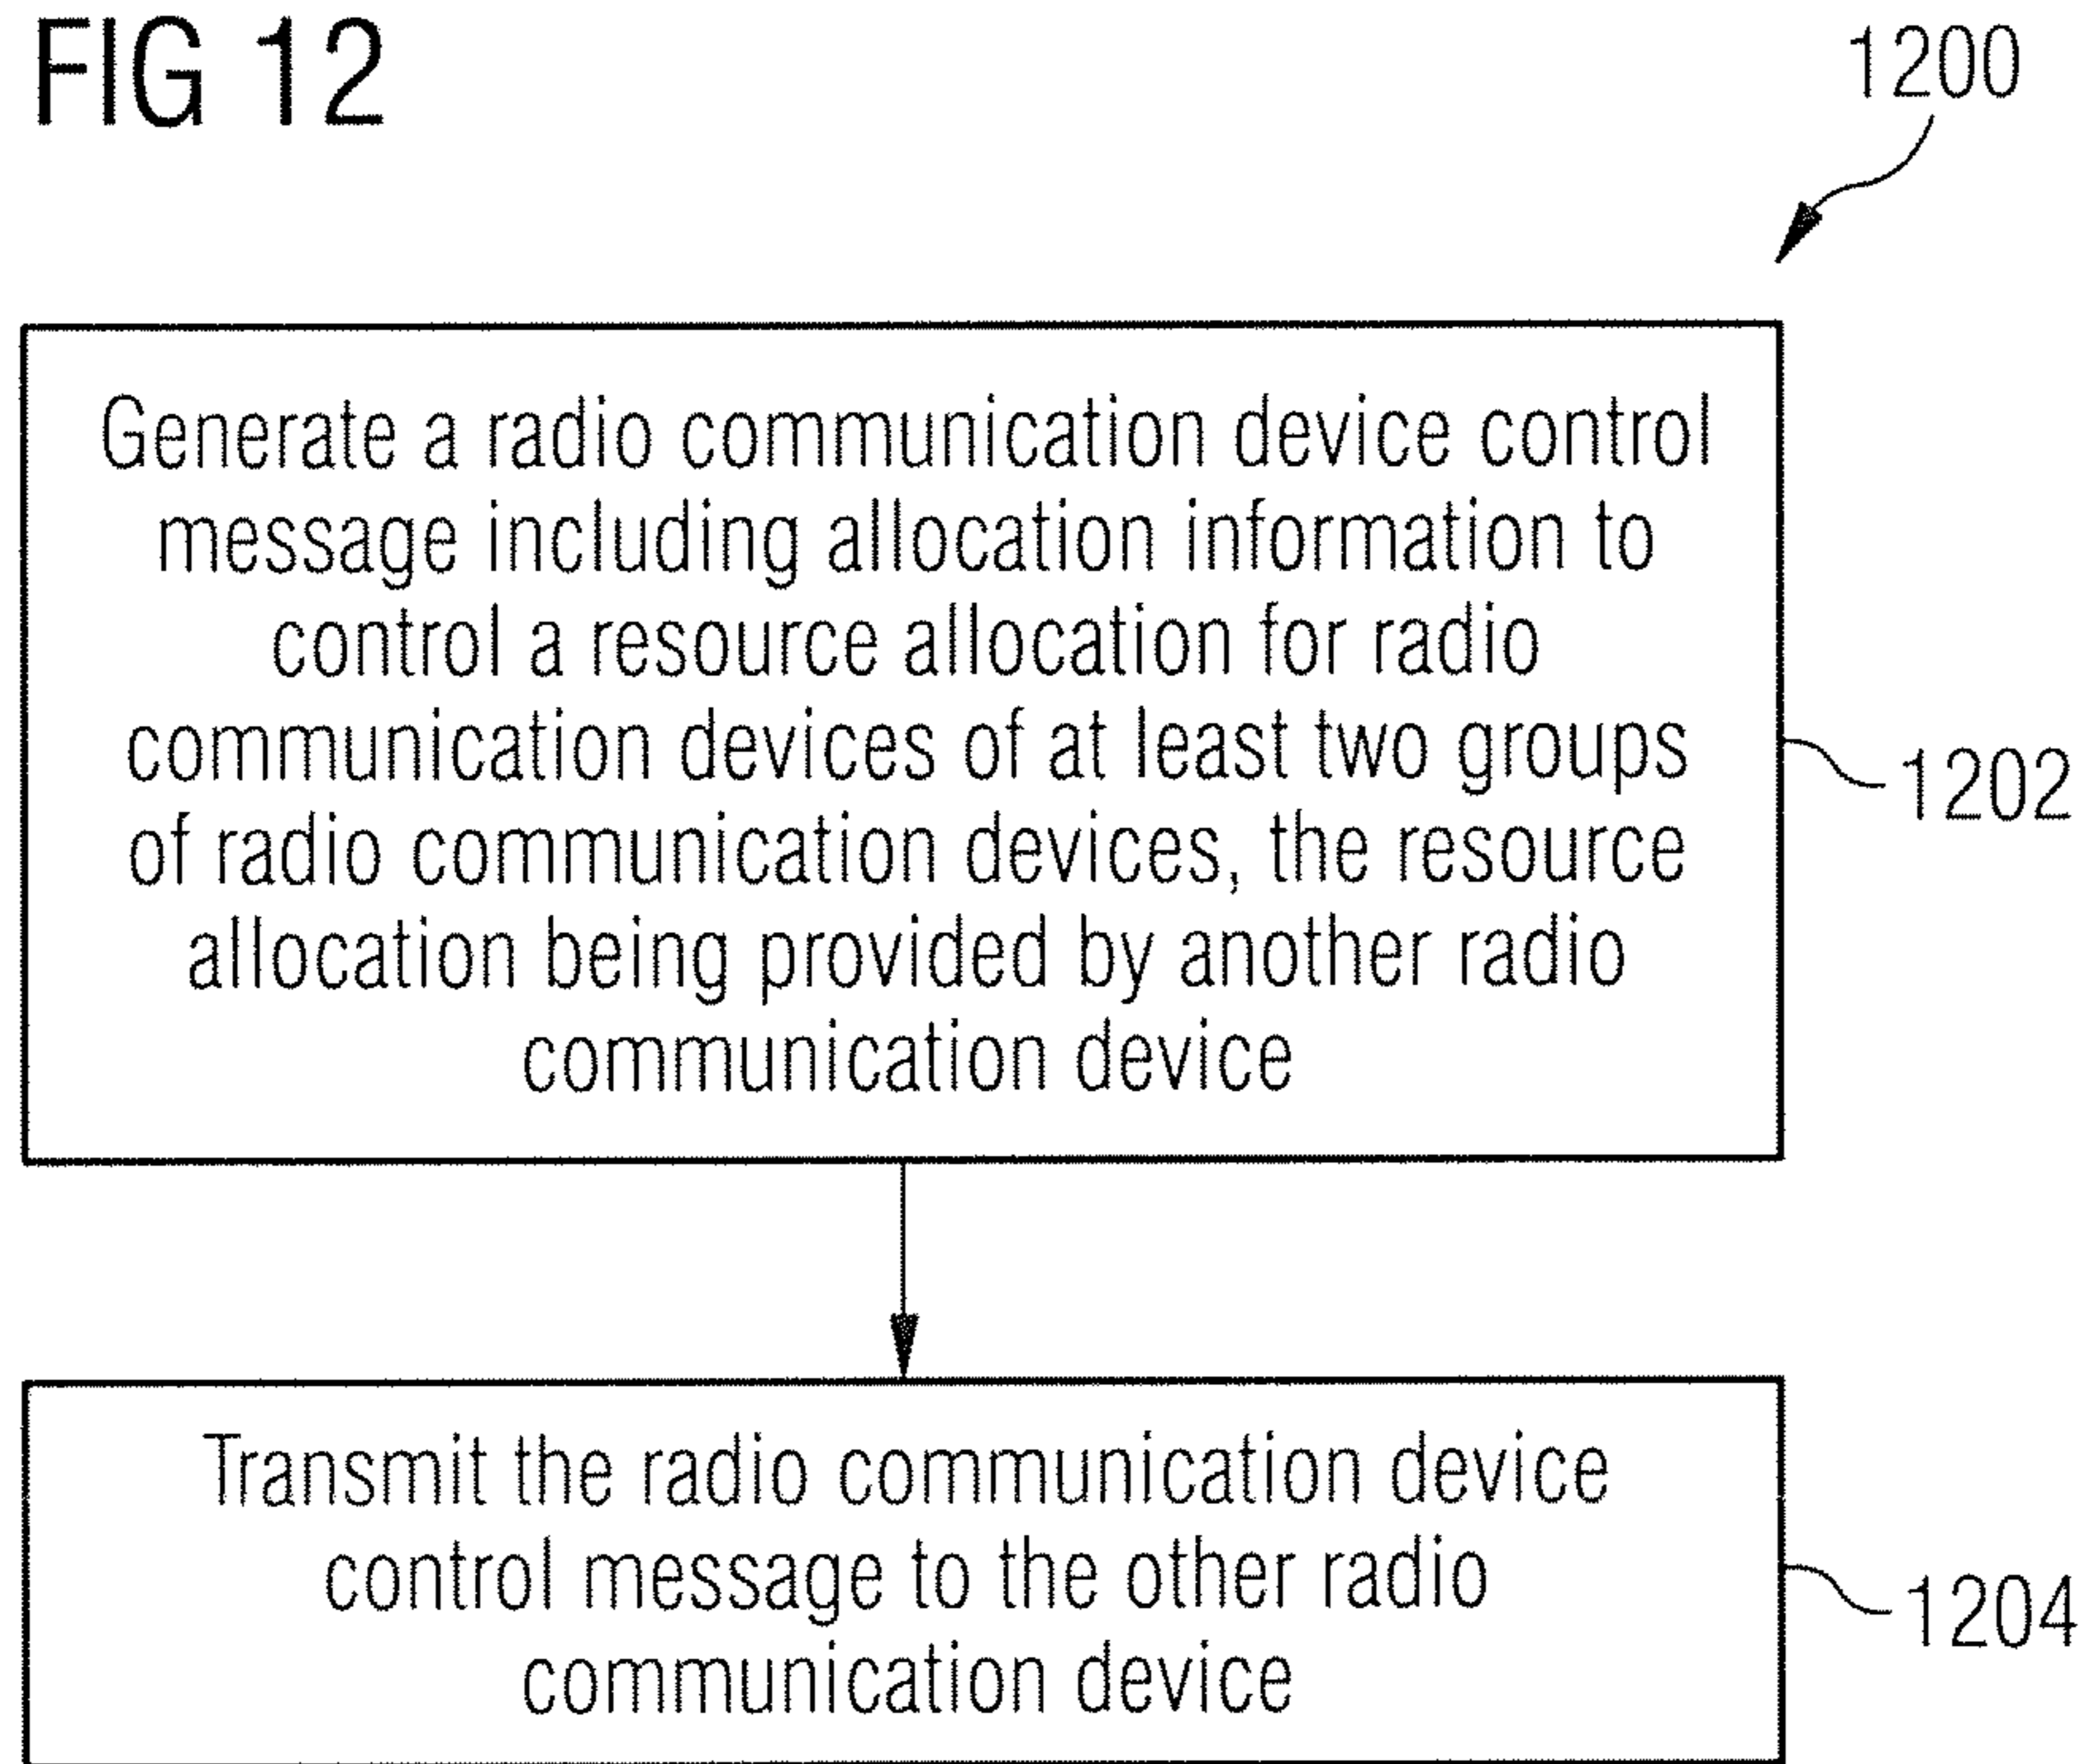 FIG 12
1200
Generate a radio communication device control
message including allocation information to
control a resource allocation for radio
communication devices of at least two groups
of radio communication devices, the resource
allocation being provided by another radio
communication device
1202
Transmit the radio communication device
control message to the other radio
communication device
1204